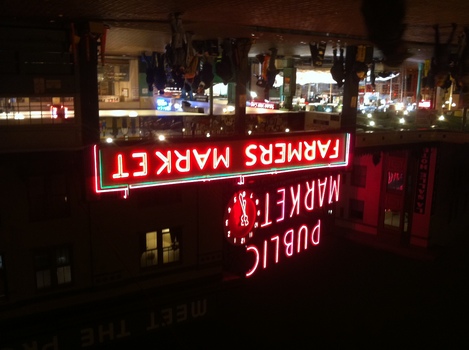 PUBLIC
MARKET
FARMERS MARKET
MEET THE